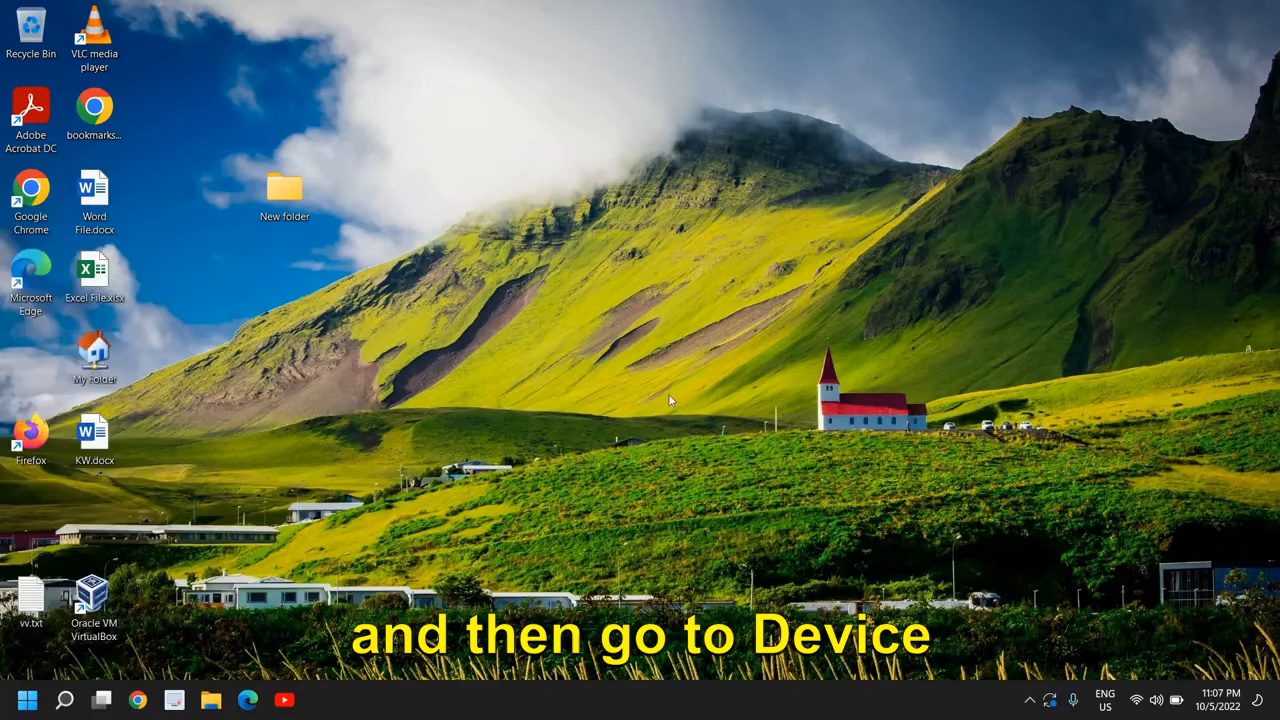 Recycle Bin
VLC media
player
Adobe
Acrobat DC
bookmarks...
Google
Chrome
Word
File.docx
New folder
Microsoft
Edge
Excel File.xlsx
My Folder
Firefox
KW.docx
vv.txt
Oracle VM
VirtualBox
and then go to Device
ENG
US
11:07 PM
10/5/2022